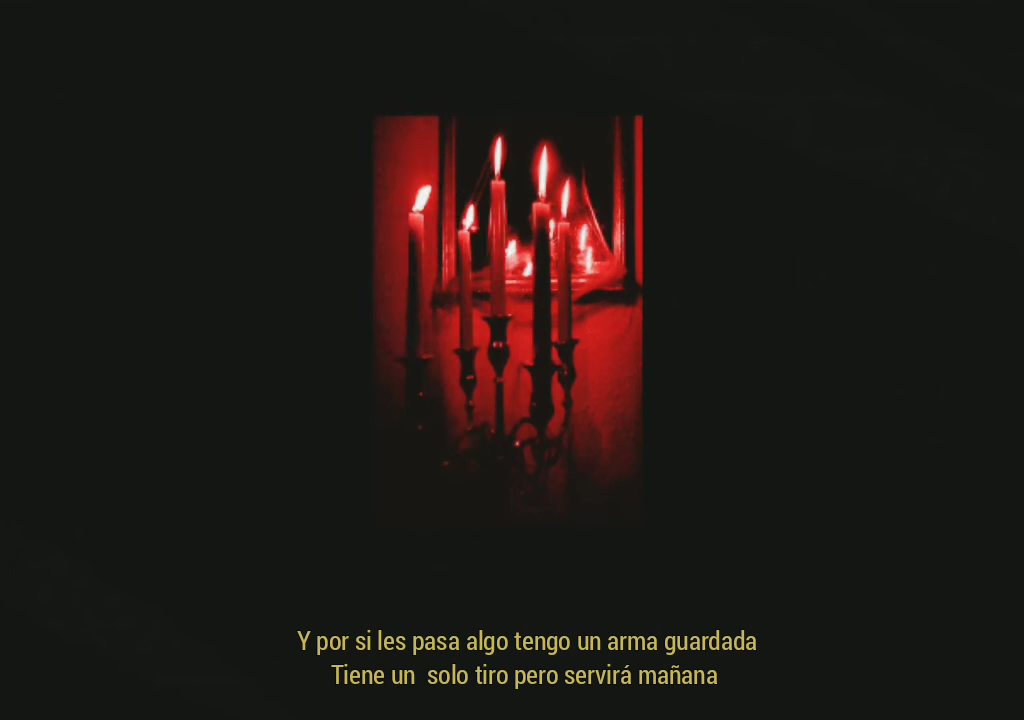 Y por si les pasa algo tengo un arma guardada
Tiene un  solo tiro pero servirá mañana